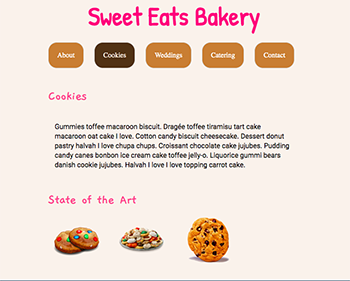 Sweet Eats Bakery
About Cookies Weddings Catering Contact
Cookies
Gummies toffee macaroon biscuit. Dragée toffee tiramisu tart cake
macaroon oat cake I love. Cotton candy biscuit cheesecake. Dessert donut
pastry halvah I love chupa chups. Croissant chocolate cake jujubes. Pudding
candy canes bonbon ice cream cake toffee jelly-o. Liquorice gummi bears
danish cookie jujubes. Halvah I love I love topping carrot cake.
State of the Art